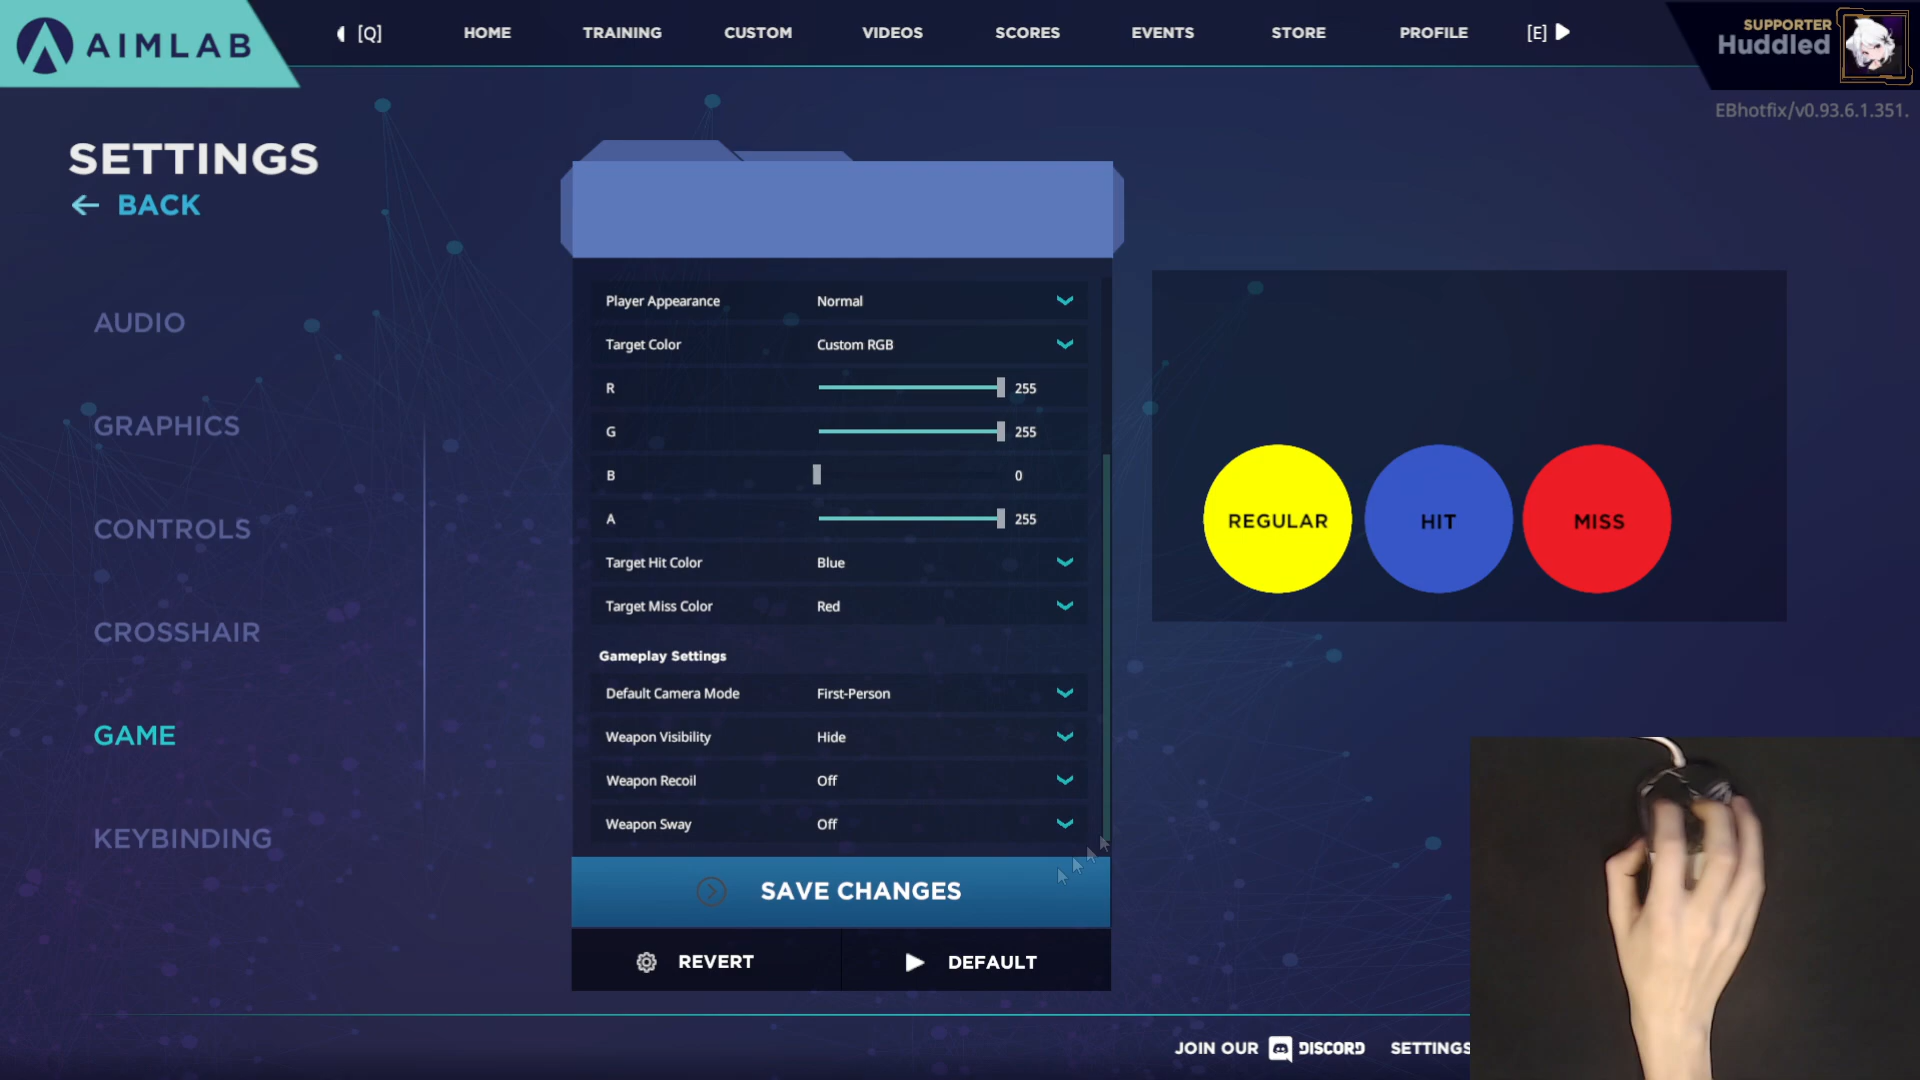 AIMLAB
[Q]
HOME
TRAINING
CUSTOM
VIDEOS
SCORES
EVENTS
STORE
PROFILE
[E]
SUPPORTER
Huddled
EBhotfix/v0.93.6.1.351.
SETTINGS
← BACK
AUDIO
GRAPHICS
CONTROLS
CROSSHAIR
GAME
KEYBINDING
Player Appearance Normal
Target Color Custom RGB
R 255
G 255
B 0
A 255
Target Hit Color Blue
Target Miss Color Red
Gameplay Settings
Default Camera Mode First-Person
Weapon Visibility Hide
Weapon Recoil Off
Weapon Sway Off
SAVE CHANGES
REVERT
DEFAULT
REGULAR
HIT
MISS
JOIN OUR DISCORD
SETTINGS